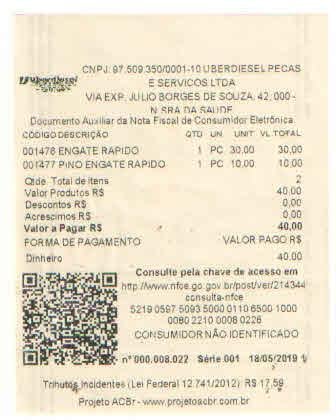 CNPJ: 97.509.350/0001-10 UBERDIESEL PECAS
Uberdiesel
E SERVICOS LTDA
VIA EXP. JULIO BORGES DE SOUZA, 42, 000 -
N. SRA DA SAUDE
Documento Auxiliar da Nota Fiscal de Consumidor Eletrônica
CÓDIGO DESCRIÇÃO QTD UN UNIT VL TOTAL
001476 ENGATE RAPIDO 1 PC 30,00 30,00
001477 PINO ENGATE RAPIDO 1 PC 10,00 10,00
Qtde Total de itens 2
Valor Produtos R$ 40,00
Descontos R$ 0,00
Acrescimos R$ 0,00
Valor a Pagar R$ 40,00
FORMA DE PAGAMENTO VALOR PAGO R$
Dinheiro 40,00
Consulte pela chave de acesso em
http://www.nfce.go.gov.br/post/ver/214344
consulta-nfce
5219 0597 5093 5000 0110 6500 1000
0080 2210 0008 0226
CONSUMIDOR NÃO IDENTIFICADO
nº 000.008.022 Série 001 18/05/2019
Tributos Incidentes (Lei Federal 12.741/2012) R$ 17,59
Projeto ACBr - www.projetoacbr.com.br